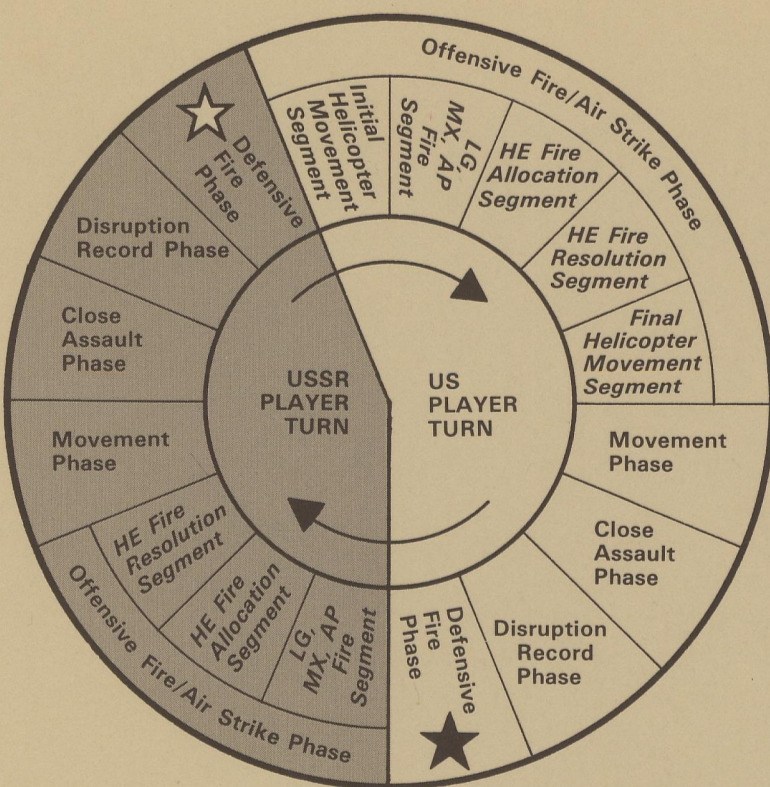 Offensive Fire/Air Strike Phase
Initial
Helicopter
Movement
Segment
LG,
MX, AP
Fire
Segment
HE Fire
Allocation
Segment
HE Fire
Resolution
Segment
Final
Helicopter
Movement
Segment
US
PLAYER
TURN
Movement
Phase
Close
Assault
Phase
Disruption
Record
Phase
Defensive
Fire
Phase
USSR
PLAYER
TURN
Offensive Fire/Air Strike Phase
LG,
MX, AP
Fire
Segment
HE Fire
Allocation
Segment
HE Fire
Resolution
Segment
Movement
Phase
Close
Assault
Phase
Disruption
Record Phase
Defensive
Fire
Phase